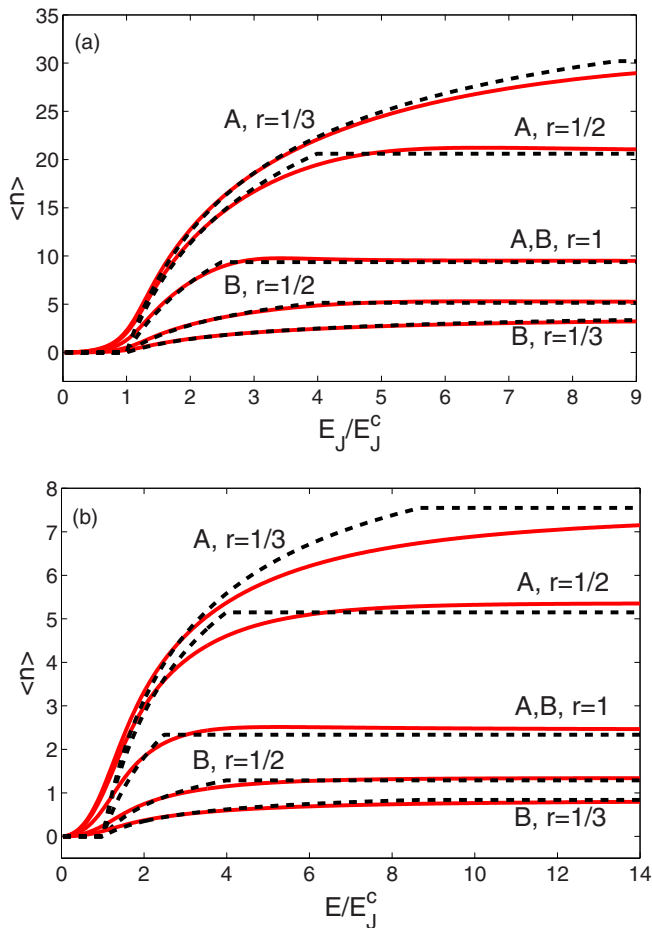 (a)
35
30
25
20
15
10
5
0
<n>
A, r=1/3
A, r=1/2
A,B, r=1
B, r=1/2
B, r=1/3
0 1 2 3 4 5 6 7 8 9
E_J/E_J^c
(b)
8
7
6
5
4
3
2
1
0
<n>
A, r=1/3
A, r=1/2
A,B, r=1
B, r=1/2
B, r=1/3
0 2 4 6 8 10 12 14
E/E_J^c